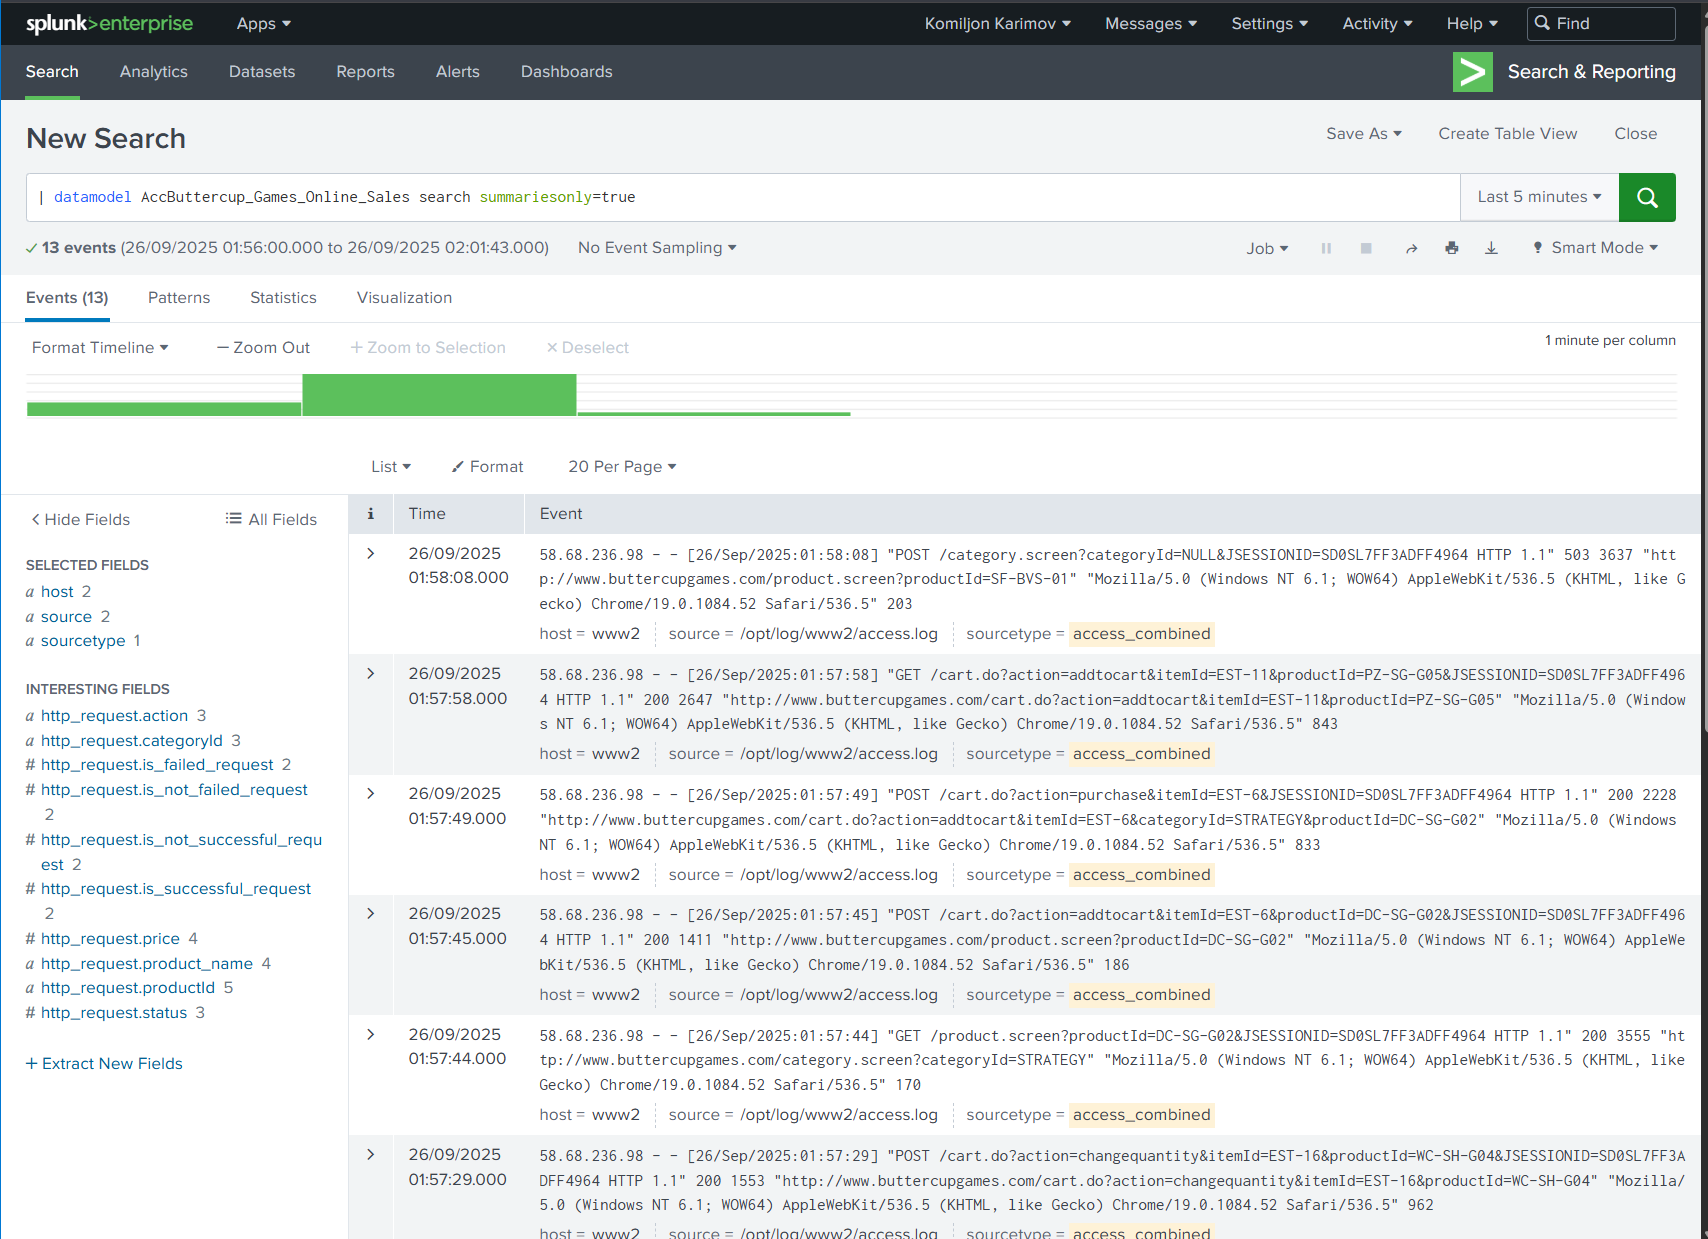 splunk>enterprise Apps Komiljon Karimov Messages Settings Activity Help Find
Search Analytics Datasets Reports Alerts Dashboards Search & Reporting
New Search
Save As Create Table View Close
| datamodel AccButtercup_Games_Online_Sales search summariesonly=true
Last 5 minutes
13 events (26/09/2025 01:56:00.000 to 26/09/2025 02:01:43.000) No Event Sampling
Job Smart Mode
Events (13) Patterns Statistics Visualization
Format Timeline — Zoom Out + Zoom to Selection × Deselect
1 minute per column
List Format 20 Per Page
< Hide Fields All Fields
SELECTED FIELDS
a host 2
a source 2
a sourcetype 1
INTERESTING FIELDS
a http_request.action 3
a http_request.categoryId 3
# http_request.is_failed_request 2
# http_request.is_not_failed_request
2
# http_request.is_not_successful_requ
est 2
# http_request.is_successful_request
2
# http_request.price 4
a http_request.product_name 4
a http_request.productId 5
# http_request.status 3
+ Extract New Fields
i Time Event
26/09/2025
01:58:08.000
58.68.236.98 - - [26/Sep/2025:01:58:08] "POST /category.screen?categoryId=NULL&JSESSIONID=SD0SL7FF3ADFF4964 HTTP 1.1" 503 3637 "htt
p://www.buttercupgames.com/product.screen?productId=SF-BVS-01" "Mozilla/5.0 (Windows NT 6.1; WOW64) AppleWebKit/536.5 (KHTML, like G
ecko) Chrome/19.0.1084.52 Safari/536.5" 203
host = www2 source = /opt/log/www2/access.log sourcetype = access_combined
26/09/2025
01:57:58.000
58.68.236.98 - - [26/Sep/2025:01:57:58] "GET /cart.do?action=addtocart&itemId=EST-11&productId=PZ-SG-G05&JSESSIONID=SD0SL7FF3ADFF496
4 HTTP 1.1" 200 2647 "http://www.buttercupgames.com/cart.do?action=addtocart&itemId=EST-11&productId=PZ-SG-G05" "Mozilla/5.0 (Window
s NT 6.1; WOW64) AppleWebKit/536.5 (KHTML, like Gecko) Chrome/19.0.1084.52 Safari/536.5" 843
host = www2 source = /opt/log/www2/access.log sourcetype = access_combined
26/09/2025
01:57:49.000
58.68.236.98 - - [26/Sep/2025:01:57:49] "POST /cart.do?action=purchase&itemId=EST-6&JSESSIONID=SD0SL7FF3ADFF4964 HTTP 1.1" 200 2228
"http://www.buttercupgames.com/cart.do?action=addtocart&itemId=EST-6&categoryId=STRATEGY&productId=DC-SG-G02" "Mozilla/5.0 (Windows
NT 6.1; WOW64) AppleWebKit/536.5 (KHTML, like Gecko) Chrome/19.0.1084.52 Safari/536.5" 833
host = www2 source = /opt/log/www2/access.log sourcetype = access_combined
26/09/2025
01:57:45.000
58.68.236.98 - - [26/Sep/2025:01:57:45] "POST /cart.do?action=addtocart&itemId=EST-6&productId=DC-SG-G02&JSESSIONID=SD0SL7FF3ADFF496
4 HTTP 1.1" 200 1411 "http://www.buttercupgames.com/product.screen?productId=DC-SG-G02" "Mozilla/5.0 (Windows NT 6.1; WOW64) AppleWe
bKit/536.5 (KHTML, like Gecko) Chrome/19.0.1084.52 Safari/536.5" 186
host = www2 source = /opt/log/www2/access.log sourcetype = access_combined
26/09/2025
01:57:44.000
58.68.236.98 - - [26/Sep/2025:01:57:44] "GET /product.screen?productId=DC-SG-G02&JSESSIONID=SD0SL7FF3ADFF4964 HTTP 1.1" 200 3555 "ht
tp://www.buttercupgames.com/category.screen?categoryId=STRATEGY" "Mozilla/5.0 (Windows NT 6.1; WOW64) AppleWebKit/536.5 (KHTML, like
Gecko) Chrome/19.0.1084.52 Safari/536.5" 170
host = www2 source = /opt/log/www2/access.log sourcetype = access_combined
26/09/2025
01:57:29.000
58.68.236.98 - - [26/Sep/2025:01:57:29] "POST /cart.do?action=changequantity&itemId=EST-16&productId=WC-SH-G04&JSESSIONID=SD0SL7FF3A
DFF4964 HTTP 1.1" 200 1553 "http://www.buttercupgames.com/cart.do?action=changequantity&itemId=EST-16&productId=WC-SH-G04" "Mozilla/
5.0 (Windows NT 6.1; WOW64) AppleWebKit/536.5 (KHTML, like Gecko) Chrome/19.0.1084.52 Safari/536.5" 962
host = www2 source = /opt/log/www2/access.log sourcetype = access_combined